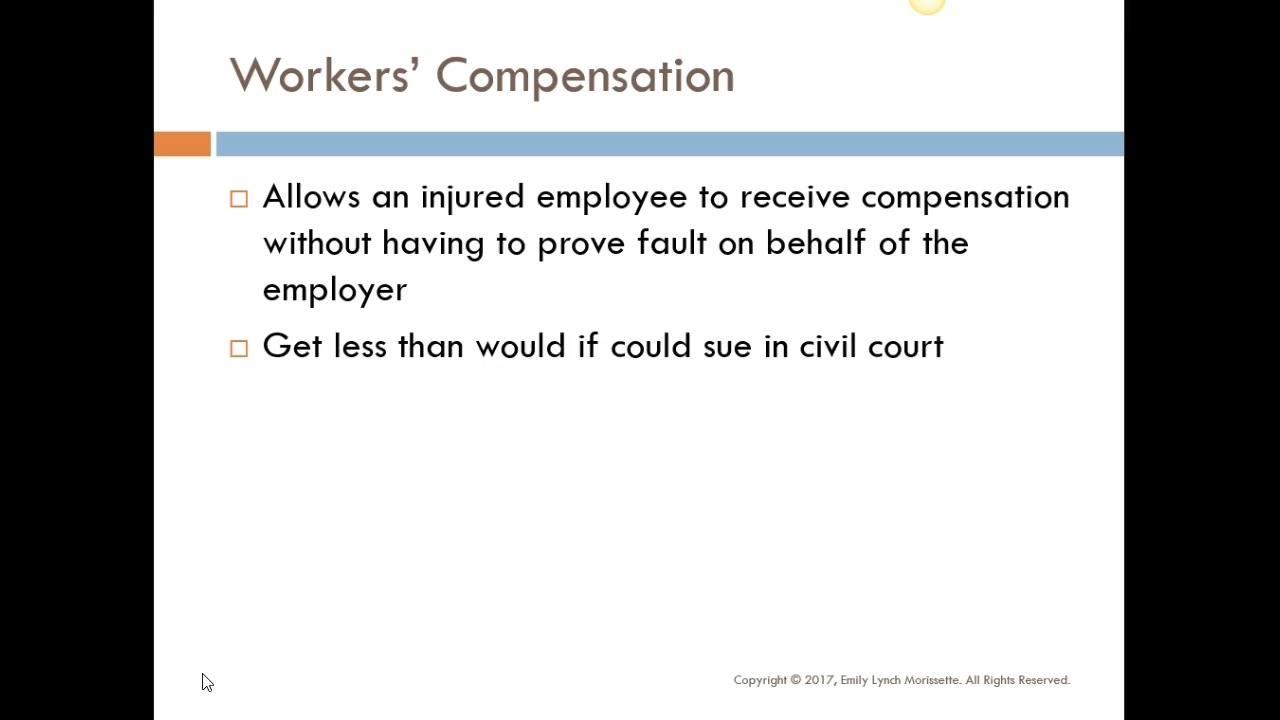 Workers’ Compensation
Allows an injured employee to receive compensation
without having to prove fault on behalf of the
employer
Get less than would if could sue in civil court
Copyright © 2017, Emily Lynch Morissette. All Rights Reserved.